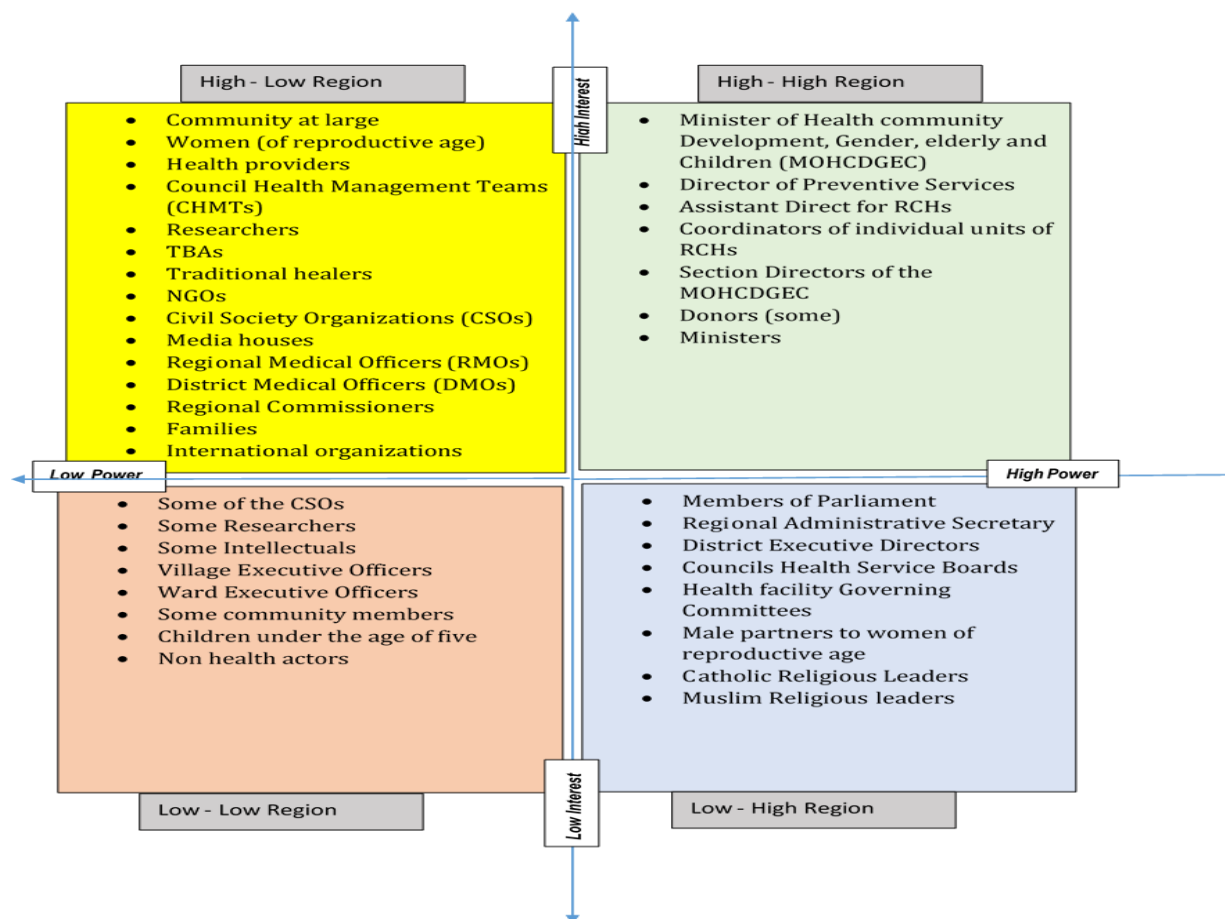 High - Low Region
High Interest
High - High Region
• Community at large
• Women (of reproductive age)
• Health providers
• Council Health Management Teams
(CHMTs)
• Researchers
• TBAs
• Traditional healers
• NGOs
• Civil Society Organizations (CSOs)
• Media houses
• Regional Medical Officers (RMOs)
• District Medical Officers (DMOs)
• Regional Commissioners
• Families
• International organizations
• Minister of Health community
Development, Gender, elderly and
Children (MOHCDGEC)
• Director of Preventive Services
• Assistant Direct for RCHs
• Coordinators of individual units of
RCHs
• Section Directors of the
MOHCDGEC
• Donors (some)
• Ministers
Low Power
High Power
• Some of the CSOs
• Some Researchers
• Some Intellectuals
• Village Executive Officers
• Ward Executive Officers
• Some community members
• Children under the age of five
• Non health actors
• Members of Parliament
• Regional Administrative Secretary
• District Executive Directors
• Councils Health Service Boards
• Health facility Governing
Committees
• Male partners to women of
reproductive age
• Catholic Religious Leaders
• Muslim Religious leaders
Low - Low Region
Low Interest
Low - High Region